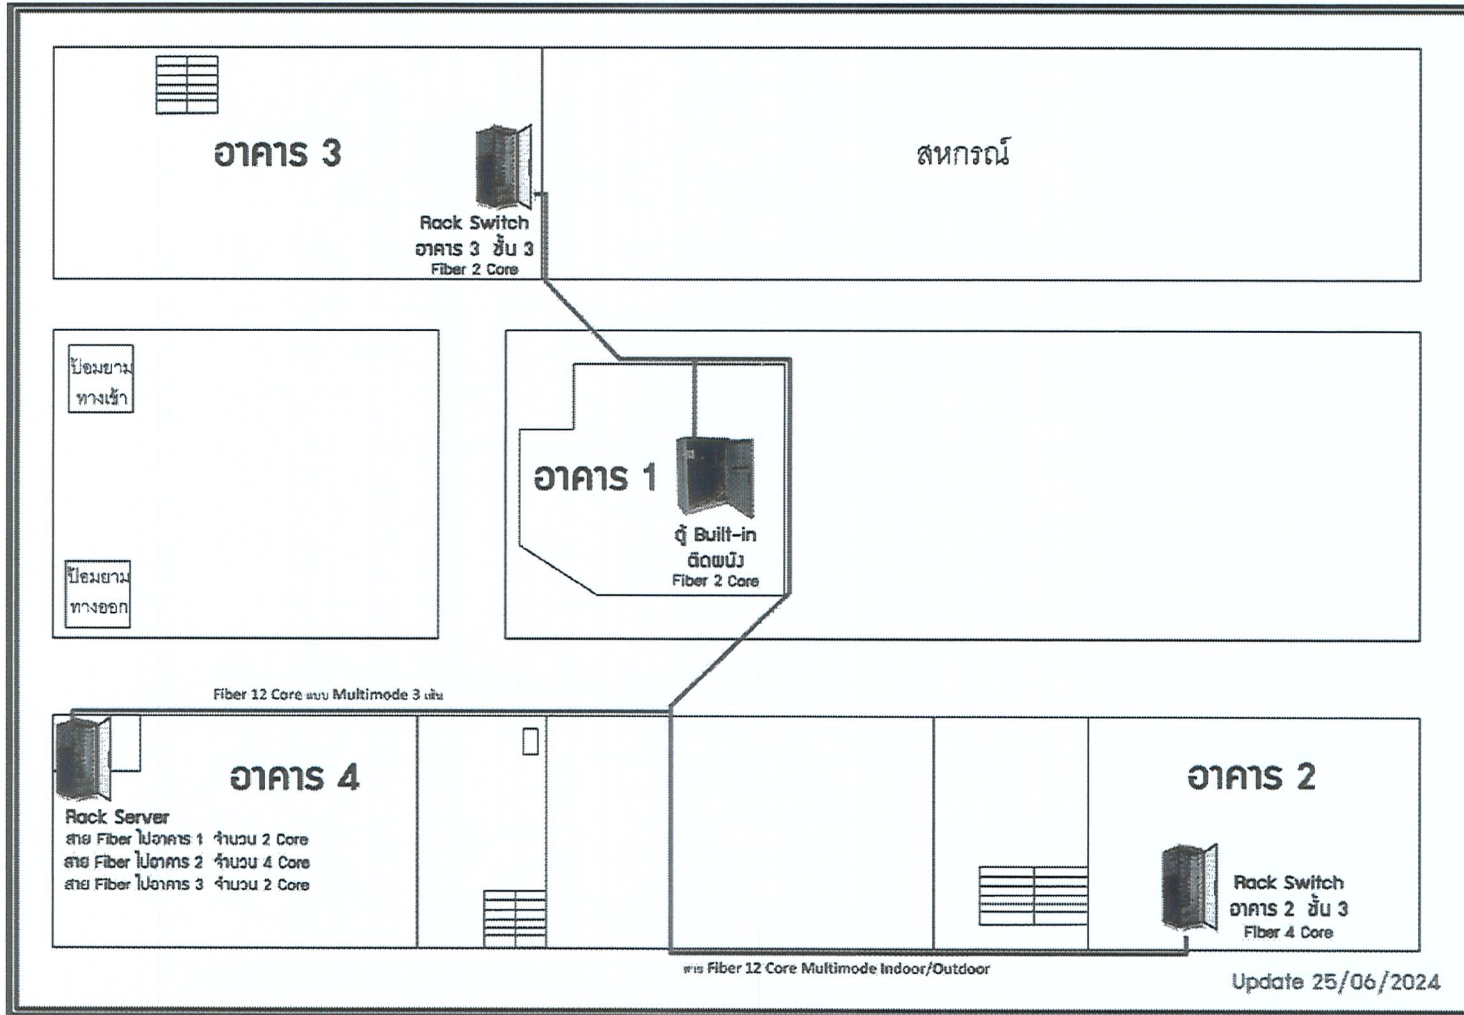 อาคาร 3
สหกรณ์
Rack Switch
อาคาร 3 ชั้น 3
Fiber 2 Core
ป้อมยาม
ทางเข้า
อาคาร 1
ตู้ Built-in
ติดผนัง
Fiber 2 Core
ป้อมยาม
ทางออก
Fiber 12 Core แบบ Multimode 3 เส้น
อาคาร 4
อาคาร 2
Rack Server
สาย Fiber ไปอาคาร 1 จำนวน 2 Core
สาย Fiber ไปอาคาร 2 จำนวน 4 Core
สาย Fiber ไปอาคาร 3 จำนวน 2 Core
Rack Switch
อาคาร 2 ชั้น 3
Fiber 4 Core
สาย Fiber 12 Core Multimode Indoor/Outdoor
Update 25/06/2024